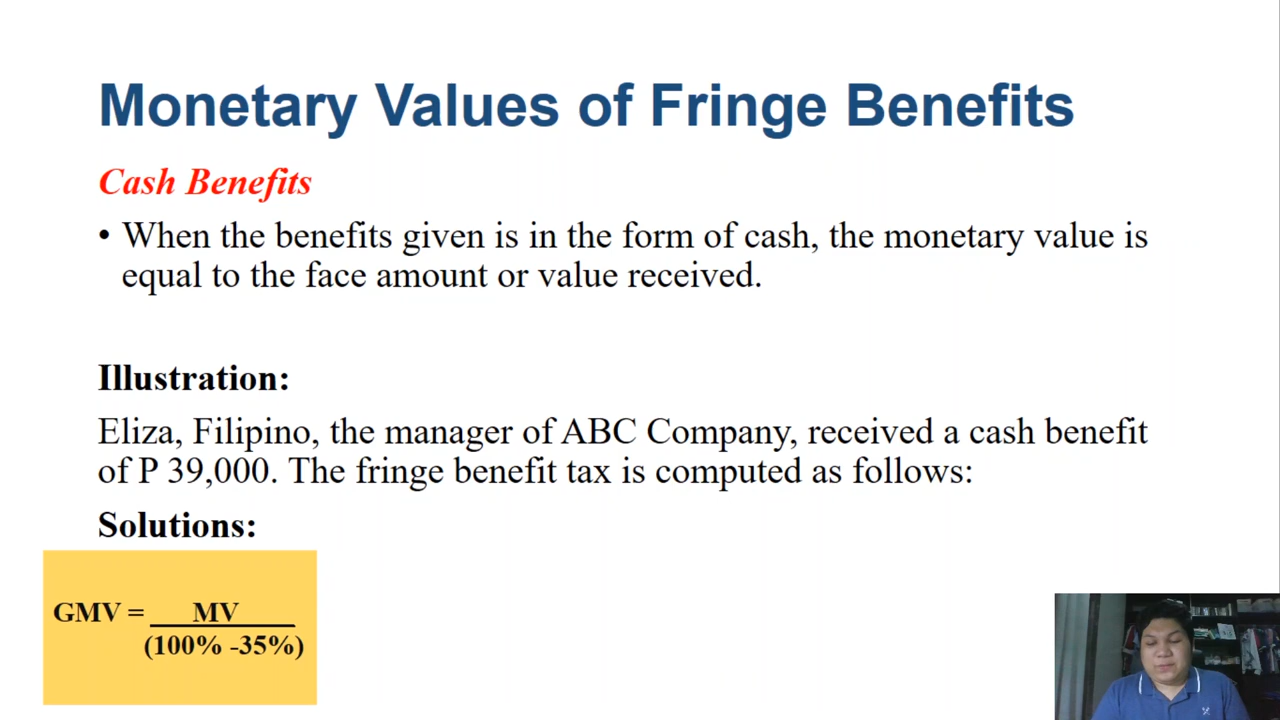 Monetary Values of Fringe Benefits
Cash Benefits
• When the benefits given is in the form of cash, the monetary value is
equal to the face amount or value received.
Illustration:
Eliza, Filipino, the manager of ABC Company, received a cash benefit
of P 39,000. The fringe benefit tax is computed as follows:
Solutions:
GMV = MV
(100% -35%)